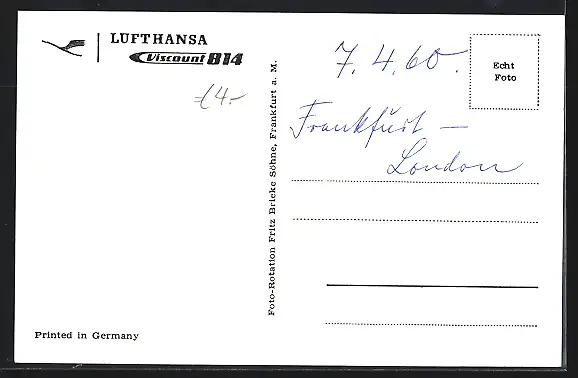 LUFTHANSA
Viscount 814
£4.-
7.4.60.
Echt
Foto
Frankfurt –
London
Foto-Rotation Fritz Bricke Söhne, Frankfurt a. M.
Printed in Germany